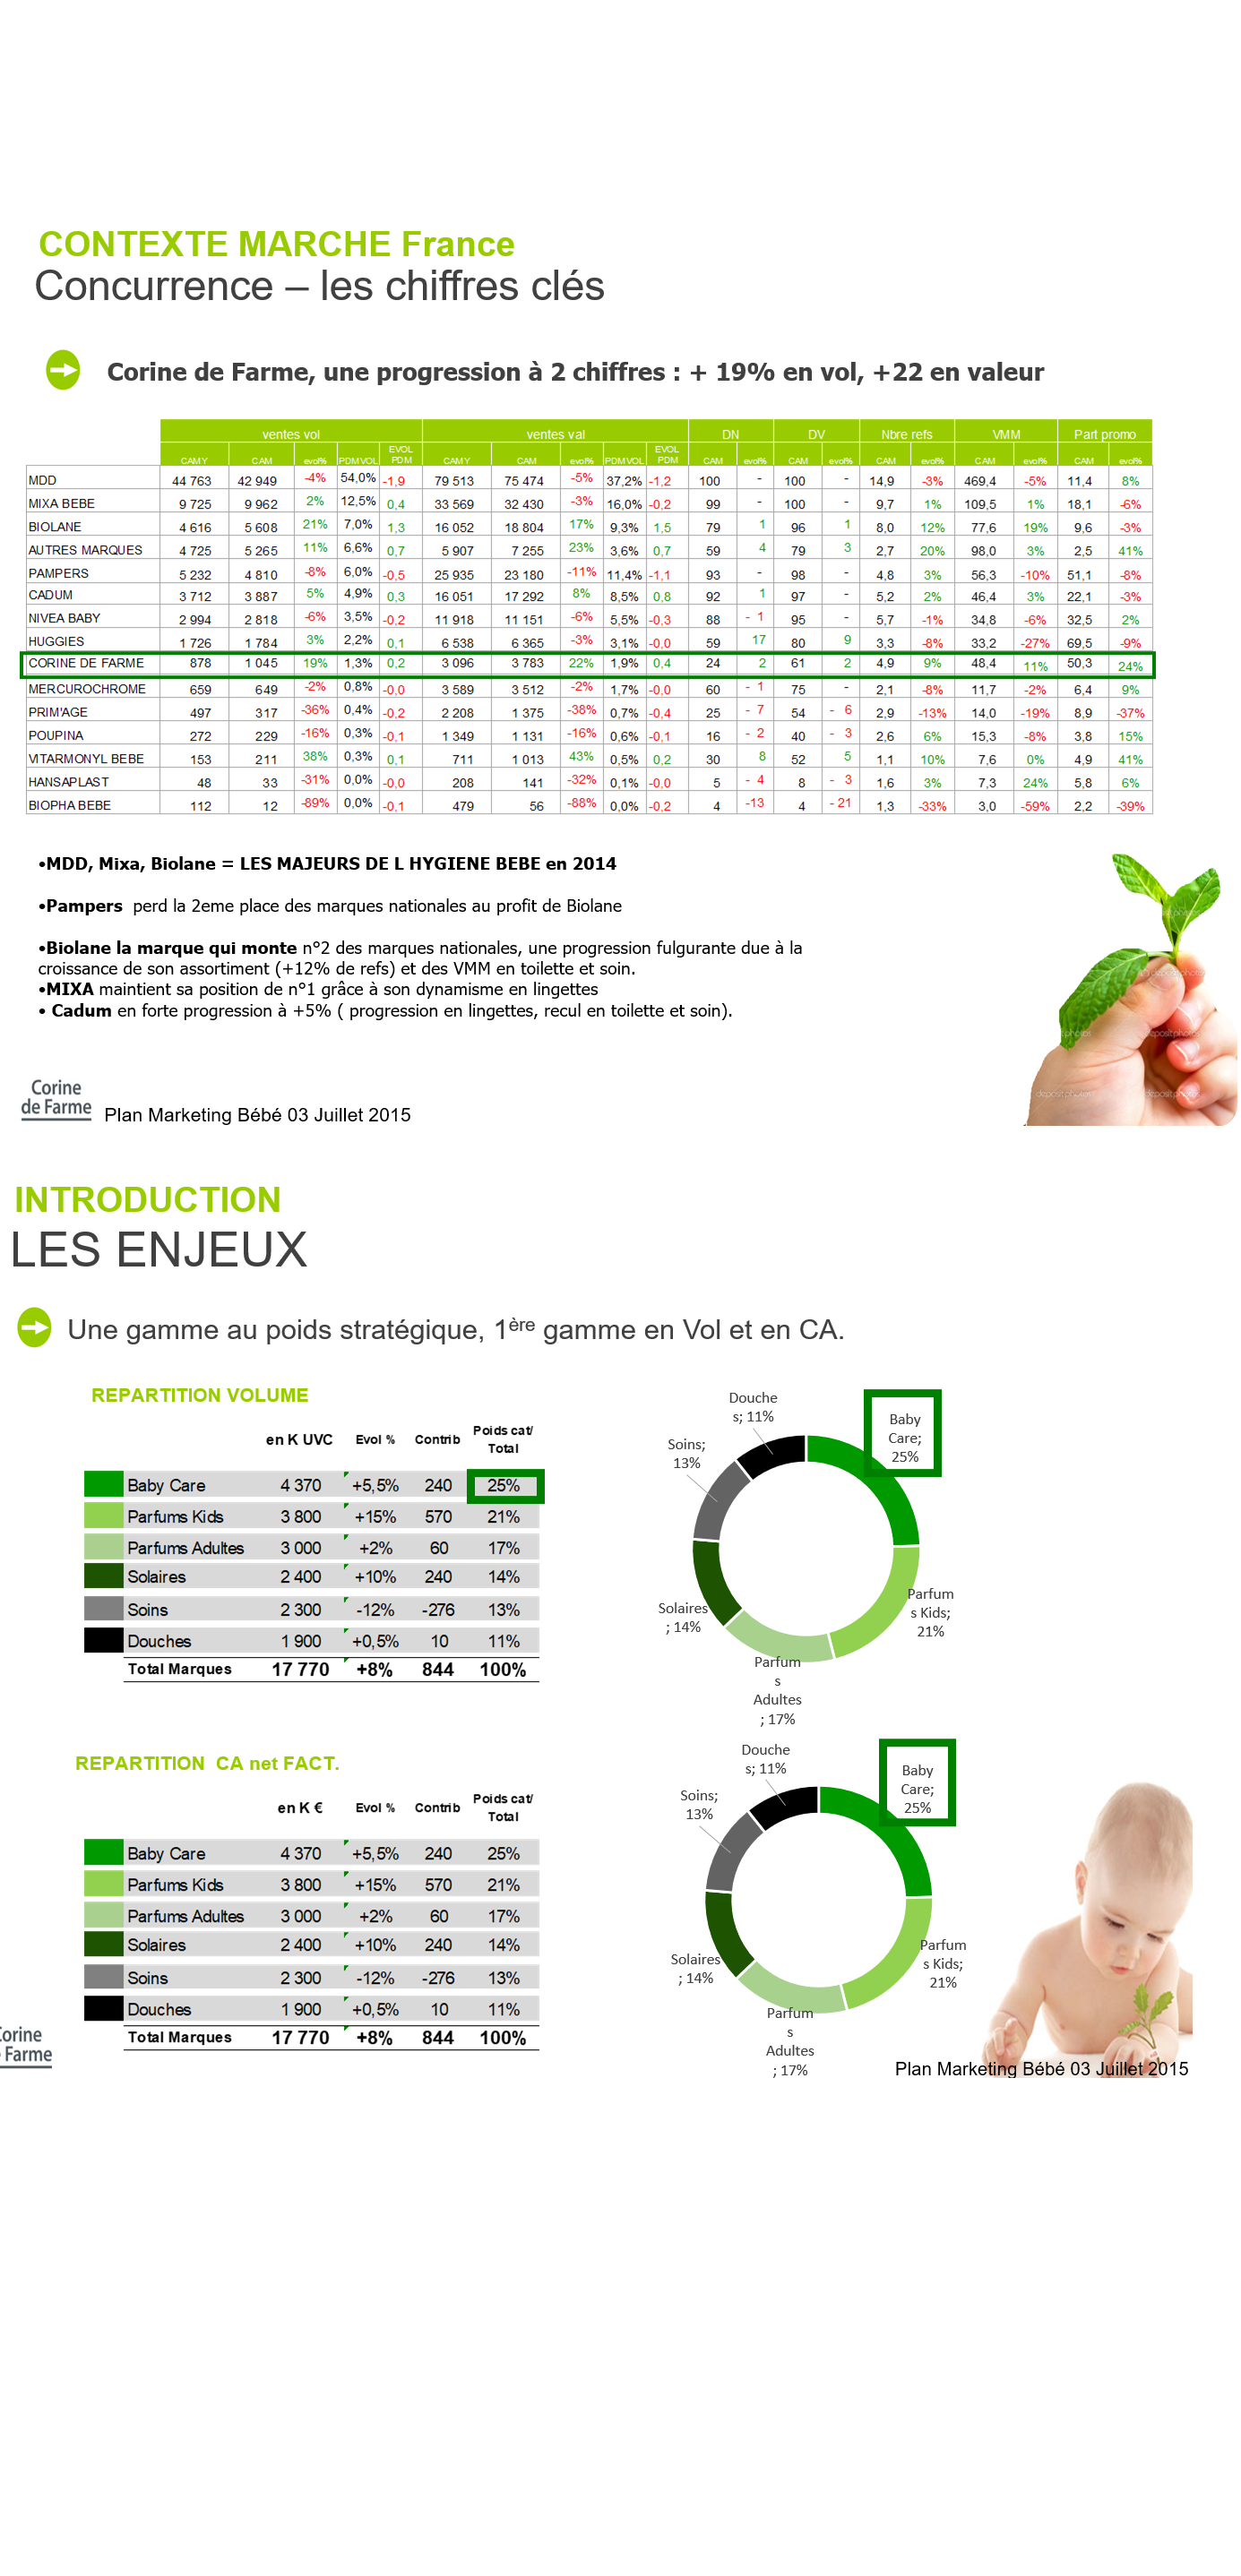 CONTEXTE MARCHE France
Concurrence – les chiffres clés
Corine de Farme, une progression à 2 chiffres : + 19% en vol, +22 en valeur
ventes vol ventes val DN DV Nbre refs VMM Part promo
CAMY CAM evol% PDMVOL EVOL PDM CAMY CAM evol% PDMVOL EVOL PDM CAM evol% CAM evol% CAM evol% CAM evol% CAM evol%
MDD 44 763 42 949 -4% 54,0% -1,9 79 513 75 474 -5% 37,2% -1,2 100 - 100 - 14,9 -3% 469,4 -5% 11,4 8%
MIXA BEBE 9 725 9 962 2% 12,5% 0,4 33 569 32 430 -3% 16,0% -0,2 99 - 100 - 9,7 1% 109,5 1% 18,1 -6%
BIOLANE 4 616 5 608 21% 7,0% 1,3 16 052 18 804 17% 9,3% 1,5 79 1 96 1 8,0 12% 77,6 19% 9,6 -3%
AUTRES MARQUES 4 725 5 265 11% 6,6% 0,7 5 907 7 255 23% 3,6% 0,7 59 4 79 3 2,7 20% 98,0 3% 2,5 41%
PAMPERS 5 232 4 810 -8% 6,0% -0,5 25 935 23 180 -11% 11,4% -1,1 93 - 98 - 4,8 3% 56,3 -10% 51,1 -8%
CADUM 3 712 3 887 5% 4,9% 0,3 16 051 17 292 8% 8,5% 0,8 92 1 97 - 5,2 2% 46,4 3% 22,1 -3%
NIVEA BABY 2 994 2 818 -6% 3,5% -0,2 11 918 11 151 -6% 5,5% -0,3 88 - 1 95 - 5,7 -1% 34,8 -6% 32,5 2%
HUGGIES 1 726 1 784 3% 2,2% 0,1 6 538 6 365 -3% 3,1% -0,0 59 17 80 9 3,3 -8% 33,2 -27% 69,5 -9%
CORINE DE FARME 878 1 045 19% 1,3% 0,2 3 096 3 783 22% 1,9% 0,4 24 2 61 2 4,9 9% 48,4 11% 50,3 24%
MERCUROCHROME 659 649 -2% 0,8% -0,0 3 589 3 512 -2% 1,7% -0,0 60 - 1 75 - 2,1 -8% 11,7 -2% 6,4 9%
PRIM'AGE 497 317 -36% 0,4% -0,2 2 208 1 375 -38% 0,7% -0,4 25 - 7 54 - 6 2,9 -13% 14,0 -19% 8,9 -37%
POUPINA 272 229 -16% 0,3% -0,1 1 349 1 131 -16% 0,6% -0,1 16 - 2 40 - 3 2,6 6% 15,3 -8% 3,8 15%
VITARMONYL BEBE 153 211 38% 0,3% 0,1 711 1 013 43% 0,5% 0,2 30 8 52 5 1,1 10% 7,6 0% 4,9 41%
HANSAPLAST 48 33 -31% 0,0% -0,0 208 141 -32% 0,1% -0,0 5 - 4 8 - 3 1,6 3% 7,3 24% 5,8 6%
BIOPHA BEBE 112 12 -89% 0,0% -0,1 479 56 -88% 0,0% -0,2 4 -13 4 - 21 1,3 -33% 3,0 -59% 2,2 -39%
•MDD, Mixa, Biolane = LES MAJEURS DE L HYGIENE BEBE en 2014
•Pampers perd la 2eme place des marques nationales au profit de Biolane
•Biolane la marque qui monte n°2 des marques nationales, une progression fulgurante due à la
croissance de son assortiment (+12% de refs) et des VMM en toilette et soin.
•MIXA maintient sa position de n°1 grâce à son dynamisme en lingettes
• Cadum en forte progression à +5% ( progression en lingettes, recul en toilette et soin).
Corine
de Farme
Plan Marketing Bébé 03 Juillet 2015
INTRODUCTION
LES ENJEUX
Une gamme au poids stratégique, 1ère gamme en Vol et en CA.
REPARTITION VOLUME
en K UVC Evol % Contrib Poids cat/ Total
Baby Care 4 370 +5,5% 240 25%
Parfums Kids 3 800 +15% 570 21%
Parfums Adultes 3 000 +2% 60 17%
Solaires 2 400 +10% 240 14%
Soins 2 300 -12% -276 13%
Douches 1 900 +0,5% 10 11%
Total Marques 17 770 +8% 844 100%
Douche
s; 11%
Baby
Care;
25%
Soins;
13%
Parfum
s Kids;
21%
Solaires
; 14%
Parfum
s
Adultes
; 17%
REPARTITION CA net FACT.
en K € Evol % Contrib Poids cat/ Total
Baby Care 4 370 +5,5% 240 25%
Parfums Kids 3 800 +15% 570 21%
Parfums Adultes 3 000 +2% 60 17%
Solaires 2 400 +10% 240 14%
Soins 2 300 -12% -276 13%
Douches 1 900 +0,5% 10 11%
Total Marques 17 770 +8% 844 100%
Douche
s; 11%
Baby
Care;
25%
Soins;
13%
Parfum
s Kids;
21%
Solaires
; 14%
Parfum
s
Adultes
; 17%
Corine
Farme
Plan Marketing Bébé 03 Juillet 2015